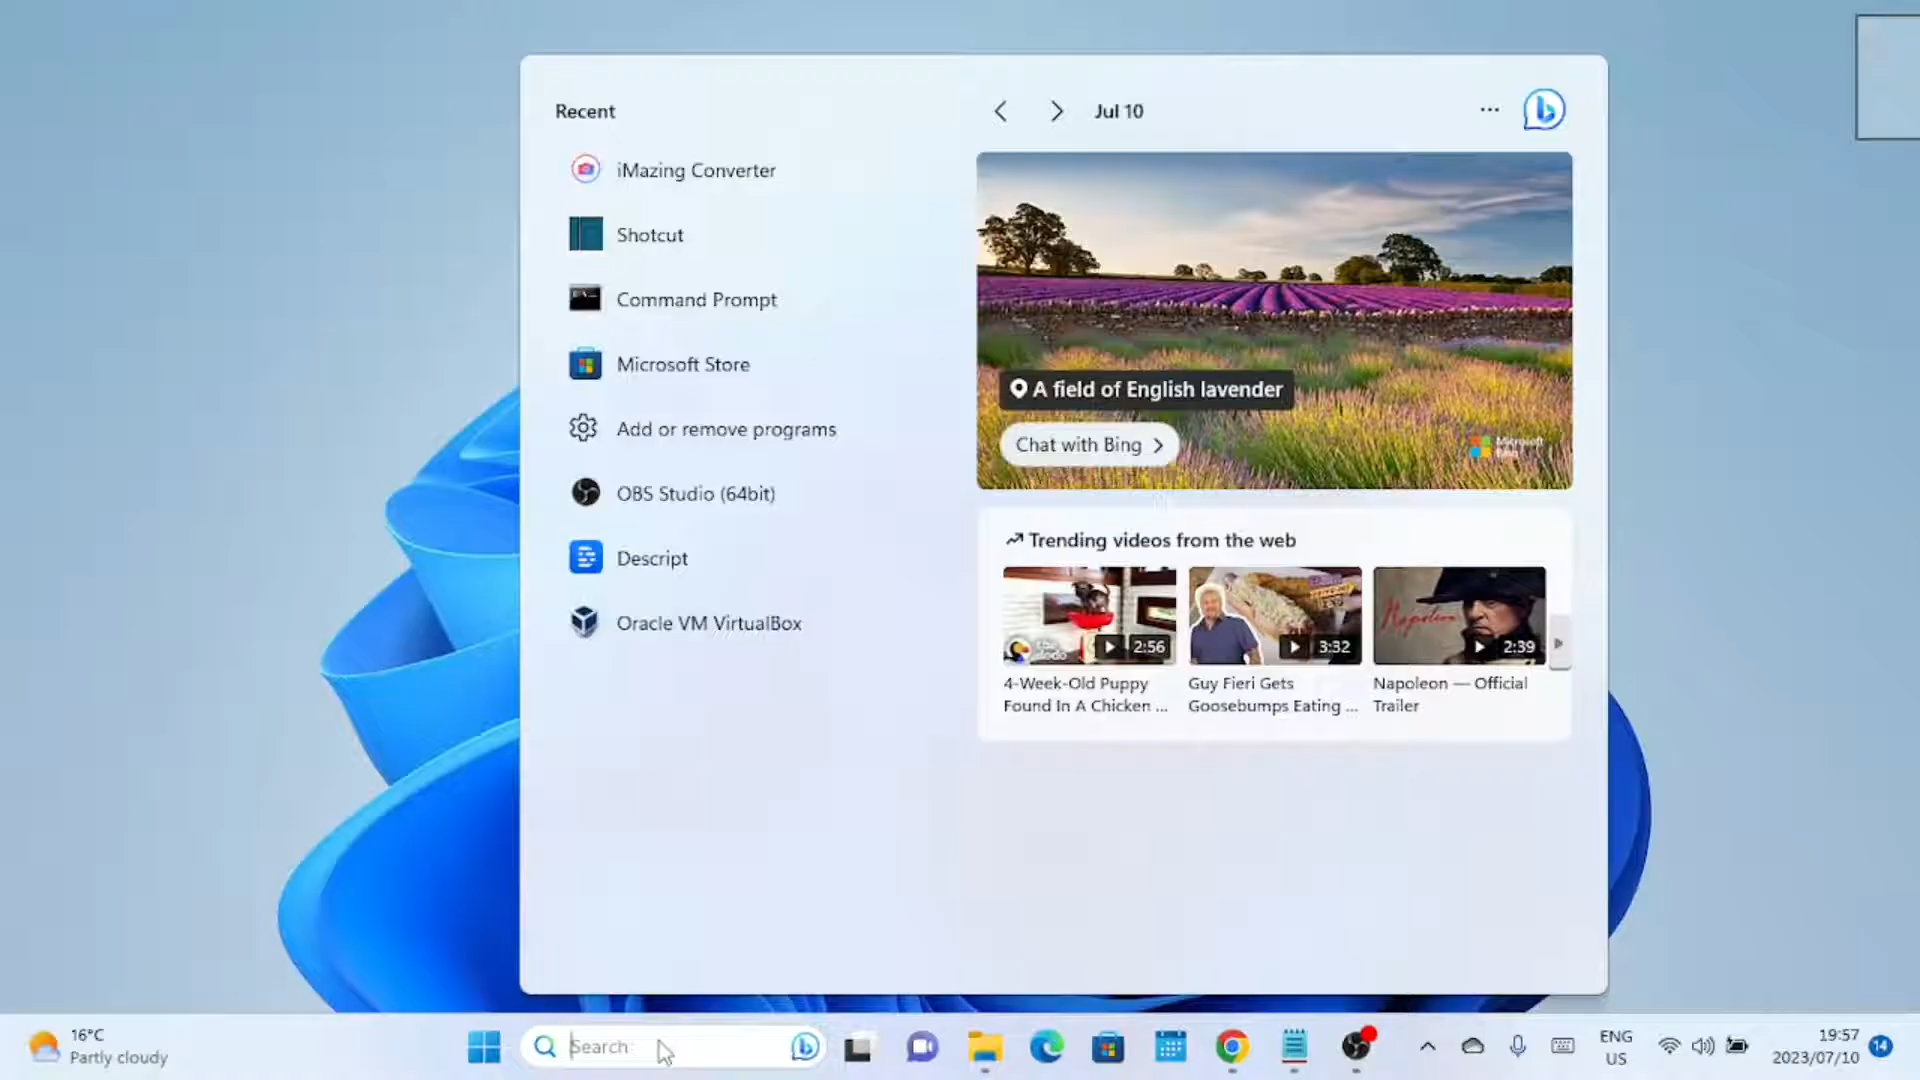 Recent
iMazing Converter
Shotcut
Command Prompt
Microsoft Store
Add or remove programs
OBS Studio (64bit)
Descript
Oracle VM VirtualBox
Jul 10
A field of English lavender
Chat with Bing
Microsoft
Bing
Trending videos from the web
2:56
3:32
Napoleon
2:39
4-Week-Old Puppy
Found In A Chicken ...
Guy Fieri Gets
Goosebumps Eating ...
Napoleon — Official
Trailer
16°C
Partly cloudy
Search
ENG
US
19:57
2023/07/10
14